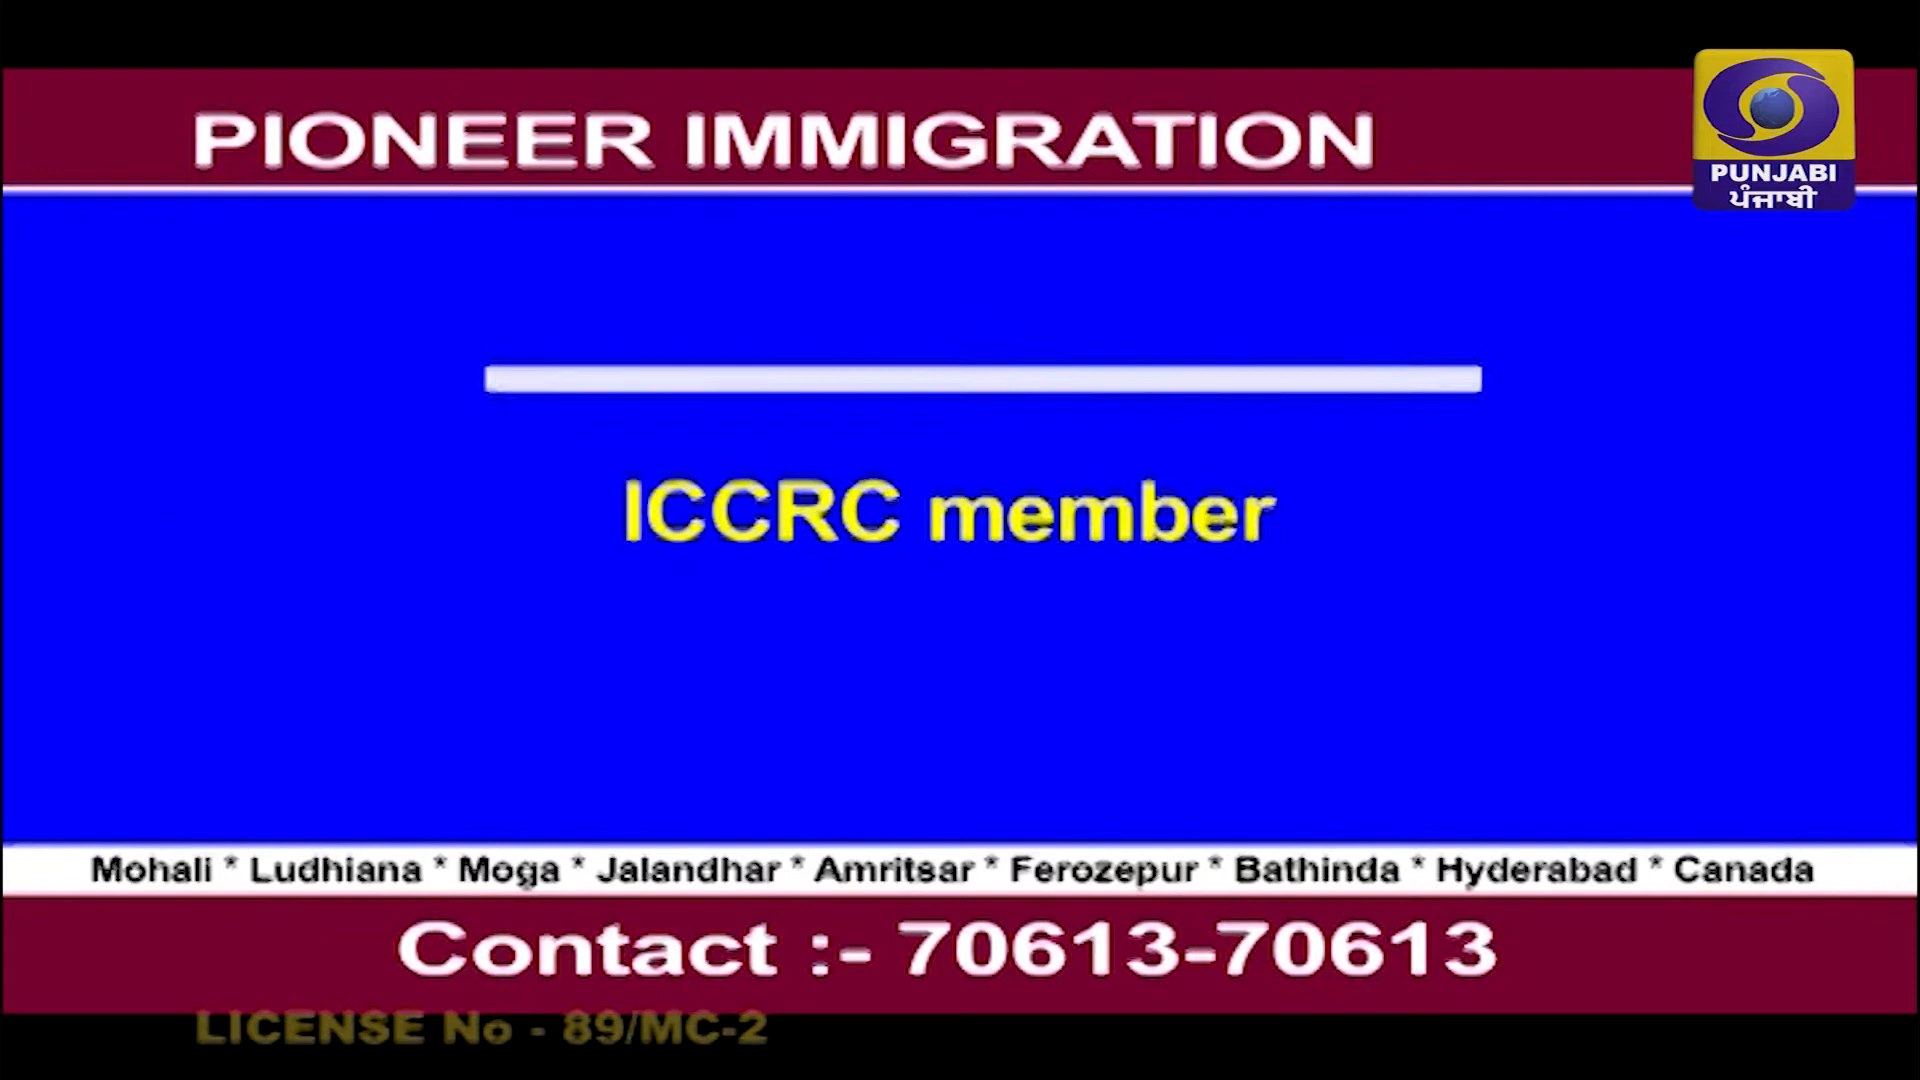 PIONEER IMMIGRATION
PUNJABI
ਪੰਜਾਬੀ
ICCRC member
Mohali * Ludhiana * Moga * Jalandhar * Amritsar * Ferozepur * Bathinda * Hyderabad * Canada
Contact :- 70613-70613
LICENSE No - 89/MC-2